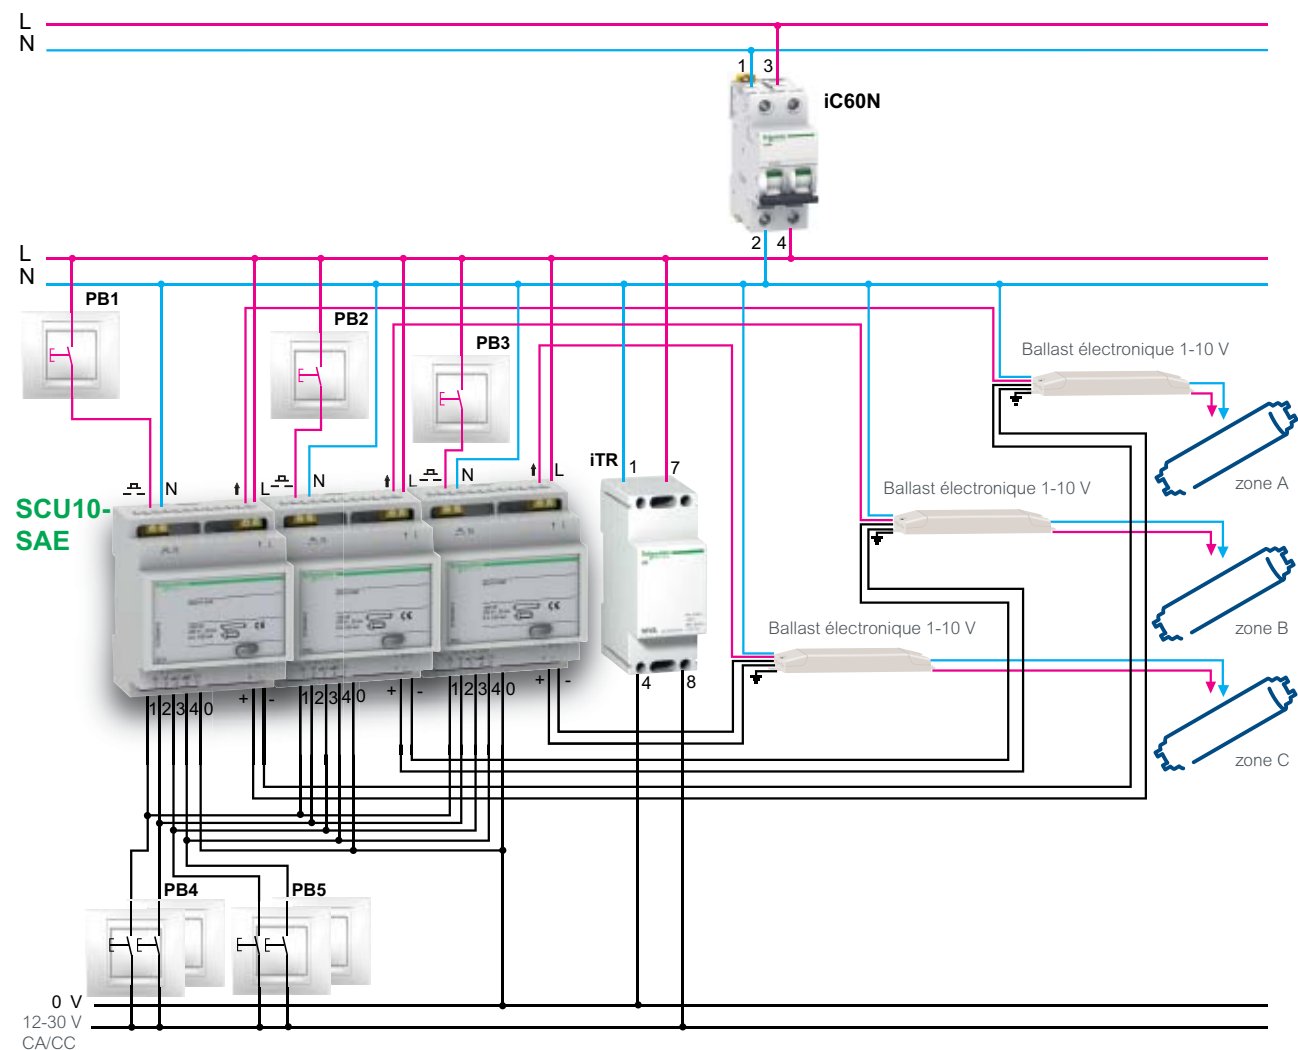 L
N
1 3
iC60N
2 4
L
N
PB1
PB2
PB3
Ballast électronique 1-10 V
zone A
iTR 1 7
N L N L N L
SCU10-
SAE
Ballast électronique 1-10 V
zone B
Ballast électronique 1-10 V
zone C
4 8
1 2 3 4 0 + -
1 2 3 4 0 + -
1 2 3 4 0 + -
PB4
PB5
0 V
12-30 V
CA/CC